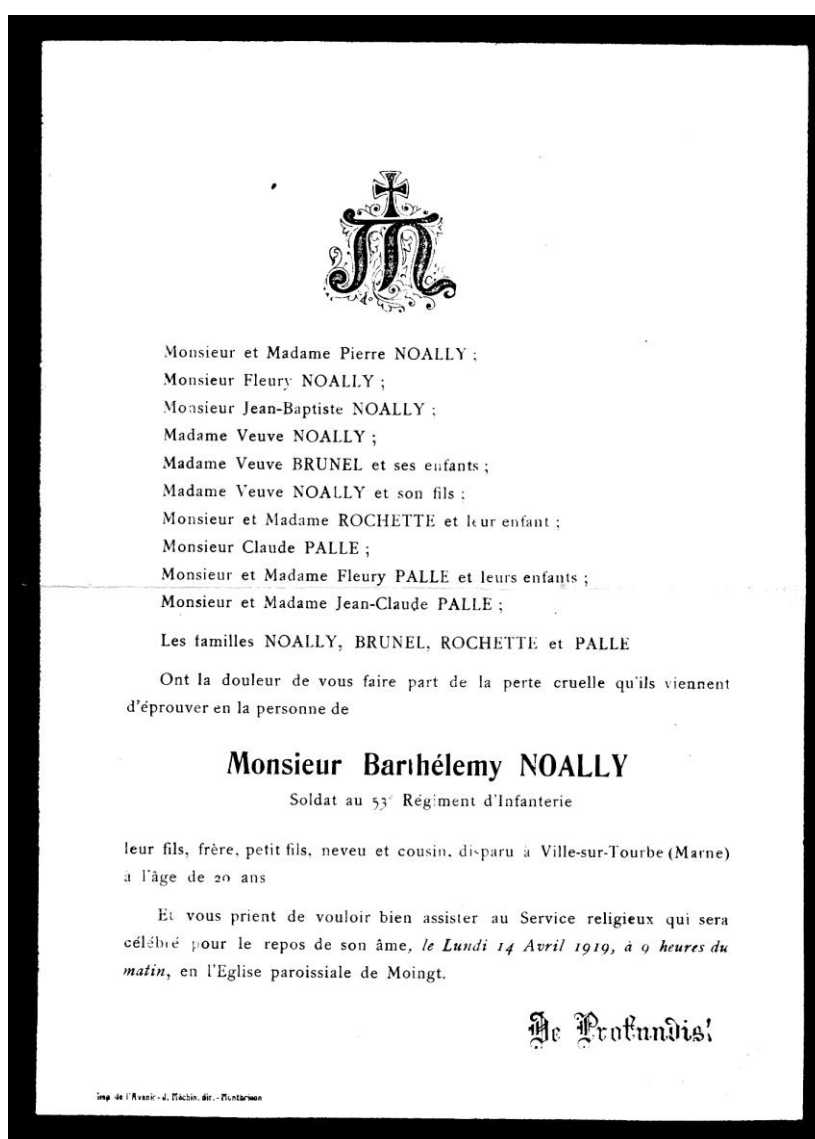 M
Monsieur et Madame Pierre NOALLY ;
Monsieur Fleury NOALLY ;
Monsieur Jean-Baptiste NOALLY ;
Madame Veuve NOALLY ;
Madame Veuve BRUNEL et ses enfants ;
Madame Veuve NOALLY et son fils ;
Monsieur et Madame ROCHETTE et leur enfant ;
Monsieur Claude PALLE ;
Monsieur et Madame Fleury PALLE et leurs enfants ;
Monsieur et Madame Jean-Claude PALLE ;
Les familles NOALLY, BRUNEL, ROCHETTE et PALLE
Ont la douleur de vous faire part de la perte cruelle qu'ils viennent
d'éprouver en la personne de
Monsieur Barthélemy NOALLY
Soldat au 53e Régiment d'Infanterie
leur fils, frère, petit fils, neveu et cousin, disparu à Ville-sur-Tourbe (Marne)
à l'âge de 20 ans
Et vous prient de vouloir bien assister au Service religieux qui sera
célébré pour le repos de son âme, le Lundi 14 Avril 1919, à 9 heures du
matin, en l'Eglise paroissiale de Moingt.
De Profundis!
Imp de l'Avenir - J. Méchin, dir. - Montbrison